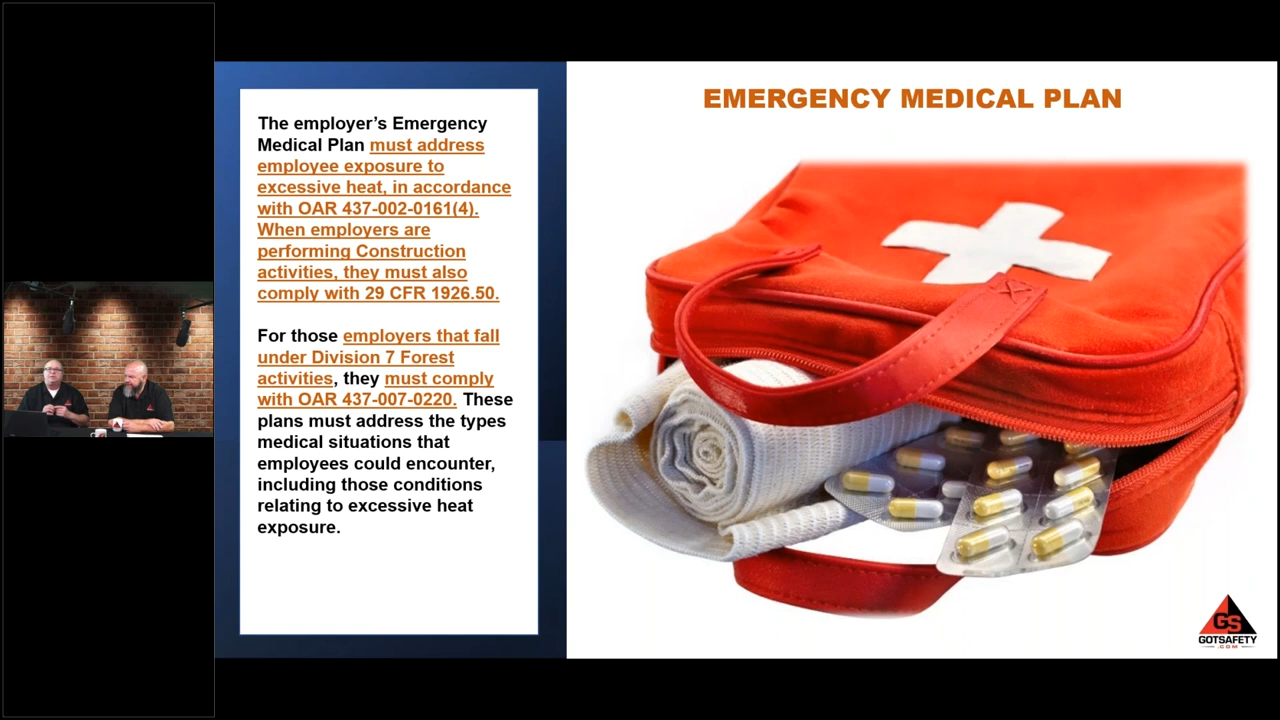 EMERGENCY MEDICAL PLAN
The employer’s Emergency
Medical Plan must address
employee exposure to
excessive heat, in accordance
with OAR 437-002-0161(4).
When employers are
performing Construction
activities, they must also
comply with 29 CFR 1926.50.
For those employers that fall
under Division 7 Forest
activities, they must comply
with OAR 437-007-0220. These
plans must address the types
medical situations that
employees could encounter,
including those conditions
relating to excessive heat
exposure.
GS
GOTSAFETY
.COM